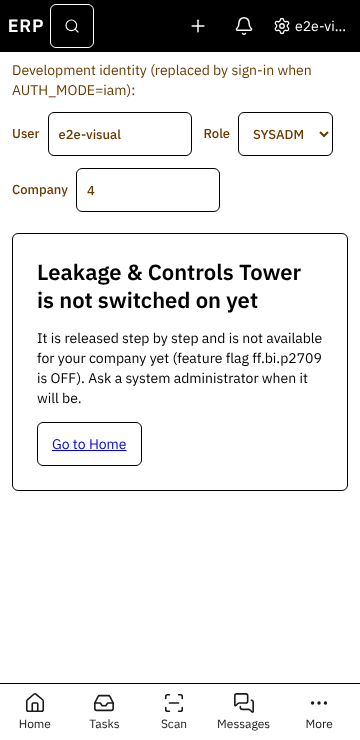 ERP
e2e-vi...
Development identity (replaced by sign-in when
AUTH_MODE=iam):
User
e2e-visual
Role
SYSADM
Company
4
Leakage & Controls Tower
is not switched on yet
It is released step by step and is not available
for your company yet (feature flag ff.bi.p2709
is OFF). Ask a system administrator when it
will be.
Go to Home
Home
Tasks
Scan
Messages
More